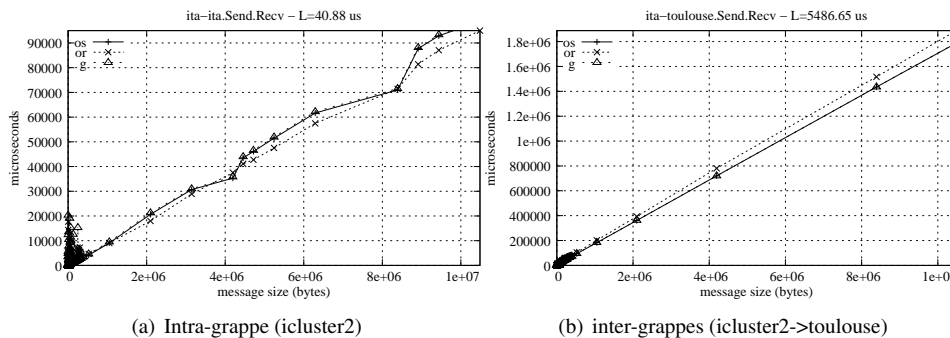 ita-ita.Send.Recv - L=40.88 us
90000
80000
70000
60000
50000
40000
30000
20000
10000
0
os
or
g
microseconds
0
2e+06
4e+06
6e+06
8e+06
1e+07
message size (bytes)
(a) Intra-grappe (icluster2)
ita-toulouse.Send.Recv - L=5486.65 us
1.8e+06
1.6e+06
1.4e+06
1.2e+06
1e+06
800000
600000
400000
200000
0
os
or
g
microseconds
0
2e+06
4e+06
6e+06
8e+06
1e+0
message size (bytes)
(b) inter-grappes (icluster2->toulouse)